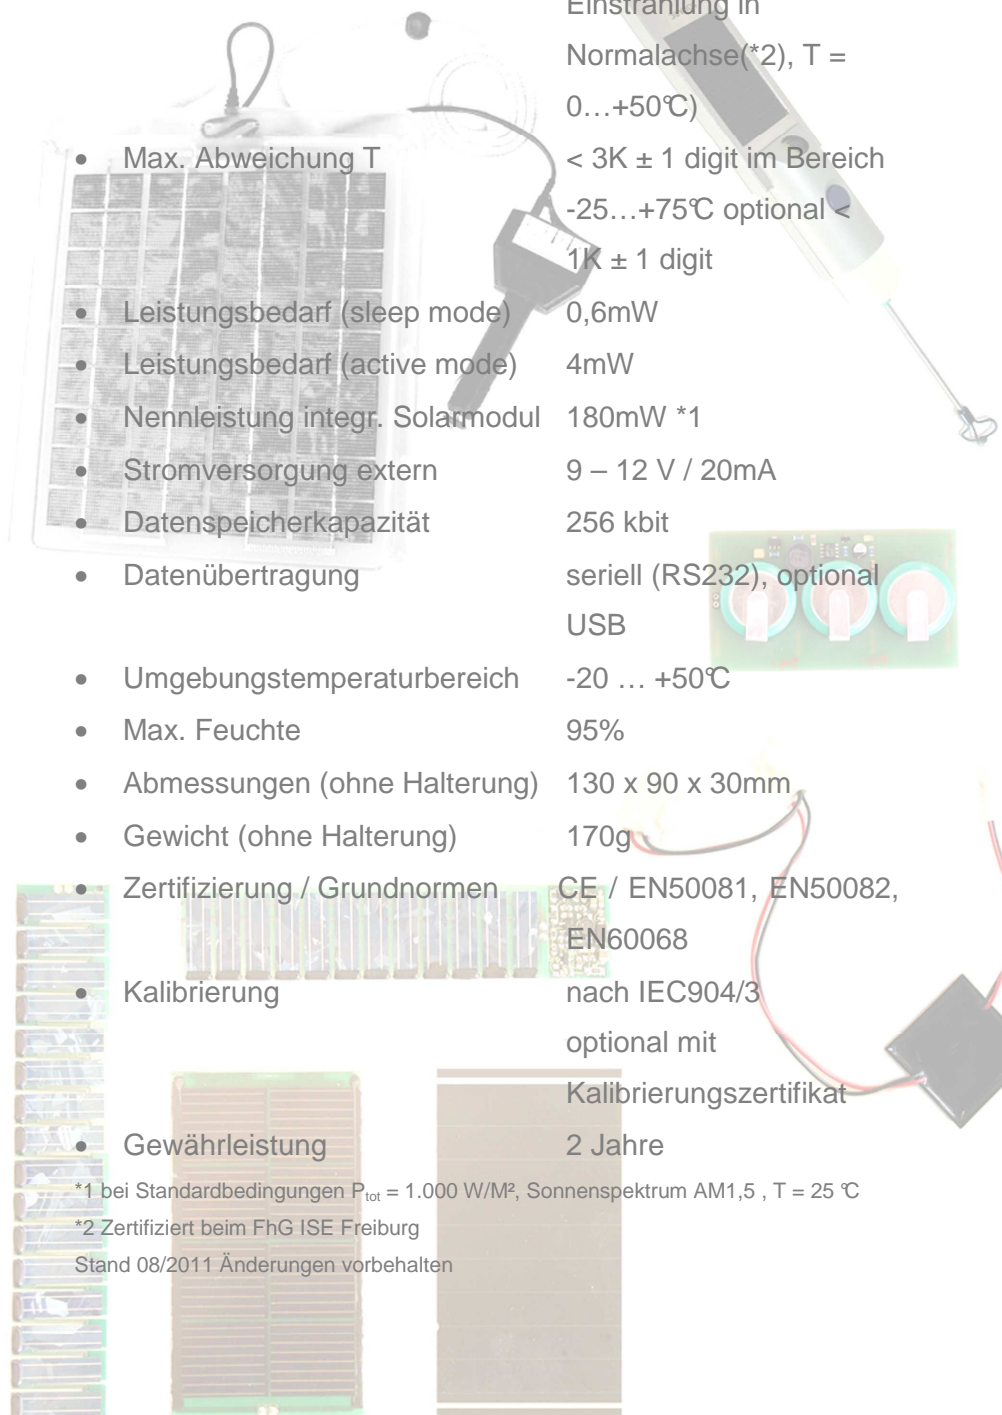 Einstrahlung in
Normalachse(*2), T =
0…+50°C)
• Max. Abweichung T < 3K ± 1 digit im Bereich
-25…+75°C optional <
1K ± 1 digit
• Leistungsbedarf (sleep mode) 0,6mW
• Leistungsbedarf (active mode) 4mW
• Nennleistung integr. Solarmodul 180mW *1
• Stromversorgung extern 9 – 12 V / 20mA
• Datenspeicherkapazität 256 kbit
• Datenübertragung seriell (RS232), optional
USB
• Umgebungstemperaturbereich -20 … +50°C
• Max. Feuchte 95%
• Abmessungen (ohne Halterung) 130 x 90 x 30mm
• Gewicht (ohne Halterung) 170g
• Zertifizierung / Grundnormen CE / EN50081, EN50082,
EN60068
• Kalibrierung nach IEC904/3
optional mit
Kalibrierungszertifikat
• Gewährleistung 2 Jahre
*1 bei Standardbedingungen Ptot = 1.000 W/M², Sonnenspektrum AM1,5 , T = 25 °C
*2 Zertifiziert beim FhG ISE Freiburg
Stand 08/2011 Änderungen vorbehalten